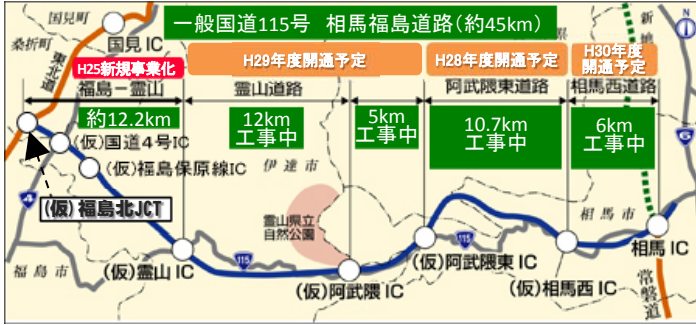 一般国道115号 相馬福島道路(約45km)
国見町
桑折町
国見 IC
東北道
新地
H25新規事業化
H29年度開通予定
H28年度開通予定
H30年度
開通予定
福島－霊山
霊山道路
阿武隈東道路
相馬西道路
約12.2km
12km
工事中
5km
工事中
10.7km
工事中
6km
工事中
(仮)国道4号IC
(仮)福島保原線IC
伊達市
6
4
(仮)福島北JCT
霊山県立
自然公園
相馬市
福島市
(仮)霊山 IC
115
(仮)阿武隈 IC
(仮)阿武隈東 IC
115
(仮)相馬西 IC
相馬 IC
常磐道